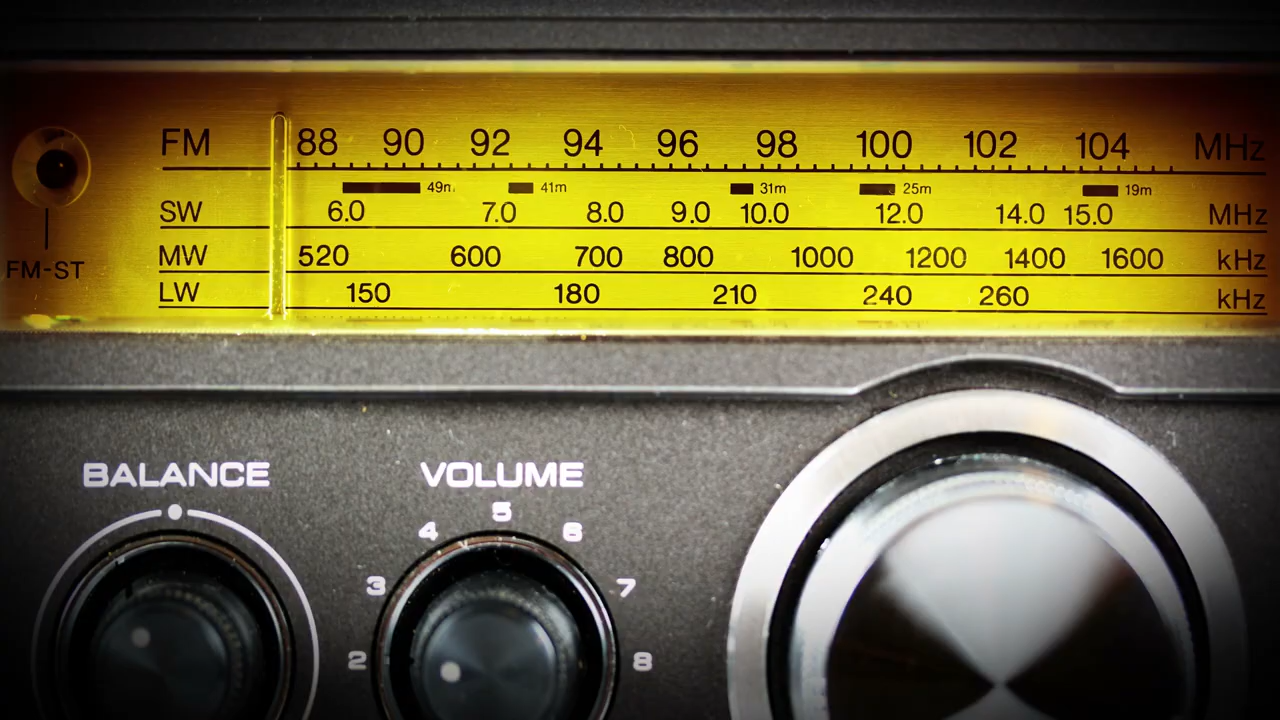 FM 88 90 92 94 96 98 100 102 104 MHz
49m 41m 31m 25m 19m
SW 6.0 7.0 8.0 9.0 10.0 12.0 14.0 15.0 MHz
MW 520 600 700 800 1000 1200 1400 1600 kHz
FM-ST
LW 150 180 210 240 260 kHz
BALANCE
VOLUME
2 3 4 5 6 7 8